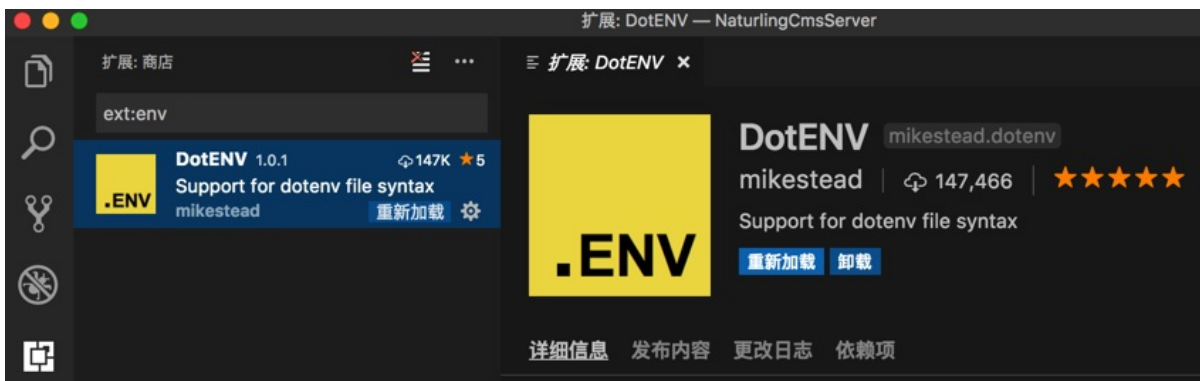 扩展: DotENV — NaturlingCmsServer
扩展: 商店
ext:env
.ENV
DotENV 1.0.1 147K ★5
Support for dotenv file syntax
mikestead 重新加载
扩展: DotENV ×
.ENV
DotENV mikestead.dotenv
mikestead | 147,466 | ★★★★★
Support for dotenv file syntax
重新加载 卸载
详细信息 发布内容 更改日志 依赖项